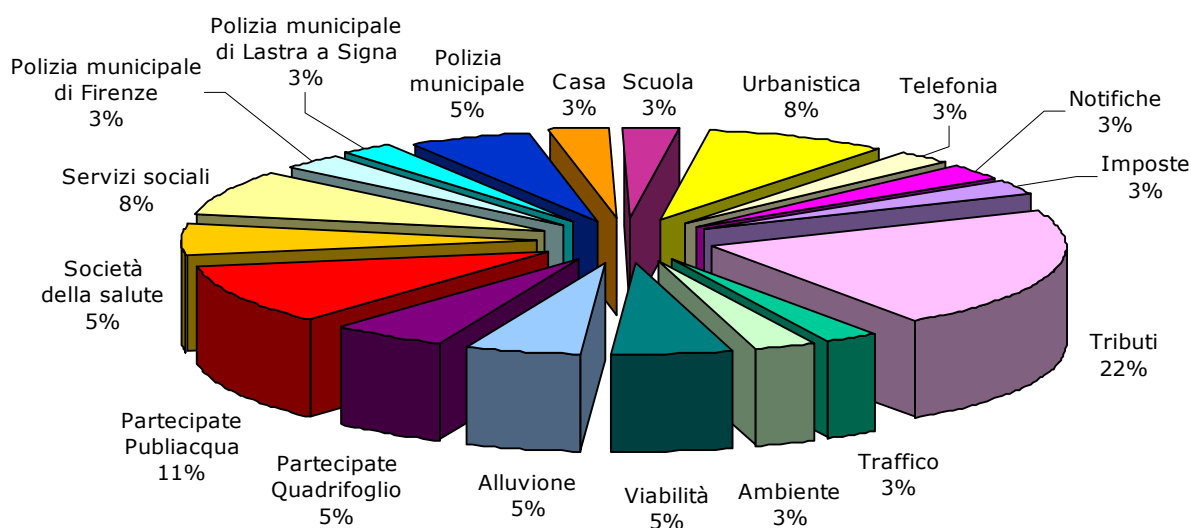 Polizia municipale
di Lastra a Signa
3%
Polizia municipale
di Firenze
3%
Polizia
municipale
5%
Casa
3%
Scuola
3%
Urbanistica
8%
Telefonia
3%
Notifiche
3%
Imposte
3%
Servizi sociali
8%
Società
della salute
5%
Tributi
22%
Partecipate
Publiacqua
11%
Partecipate
Quadrifoglio
5%
Alluvione
5%
Viabilità
5%
Ambiente
3%
Traffico
3%